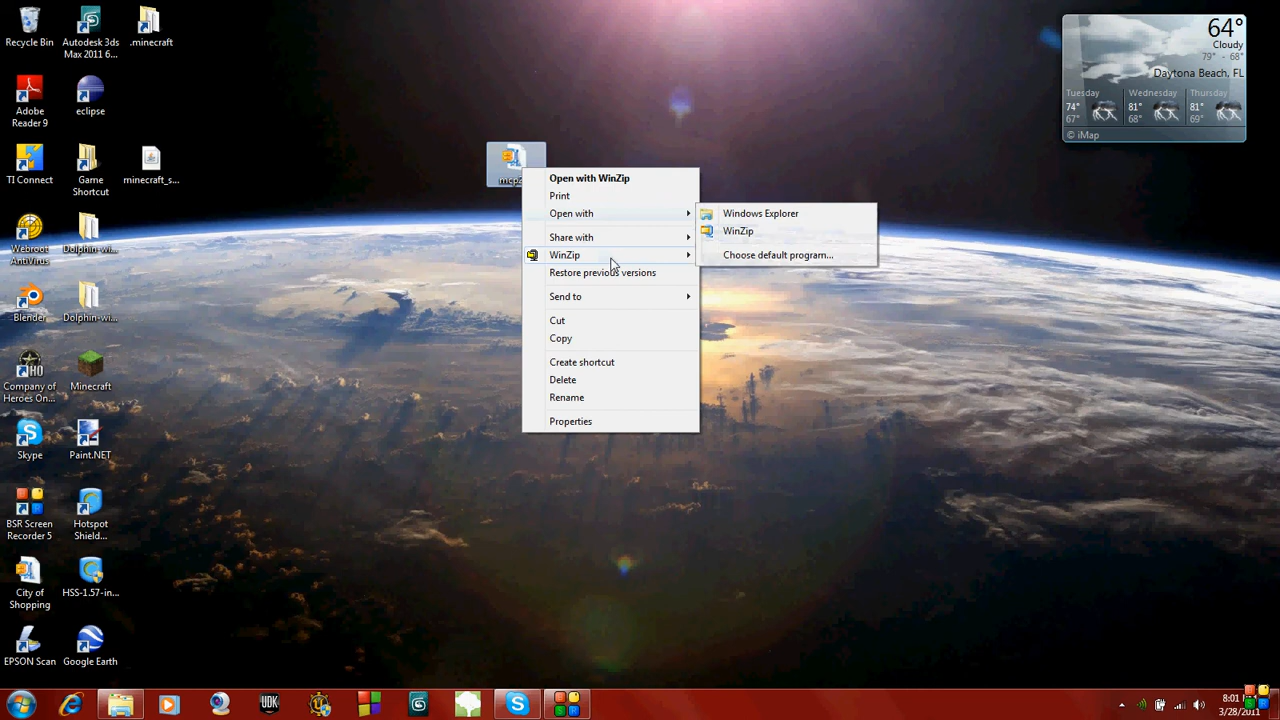 Recycle Bin
Autodesk 3ds
Max 2011 6...
.minecraft
Adobe
Reader 9
eclipse
TI Connect
Game
Shortcut
minecraft_s...
Webroot
AntiVirus
Dolphin-wi...
Blender
Dolphin-wi...
Company of
Heroes On...
Minecraft
Skype
Paint.NET
BSR Screen
Recorder 5
Hotspot
Shield...
City of
Shopping
HSS-1.57-in...
EPSON Scan
Google Earth
Open with WinZip
Print
Open with
Share with
WinZip
Restore previous versions
Send to
Cut
Copy
Create shortcut
Delete
Rename
Properties
Windows Explorer
WinZip
Choose default program...
64°
Cloudy
79° - 68°
Daytona Beach, FL
Tuesday
74°
67°
Wednesday
81°
68°
Thursday
81°
69°
© iMap
UDK
8:01
3/28/2011